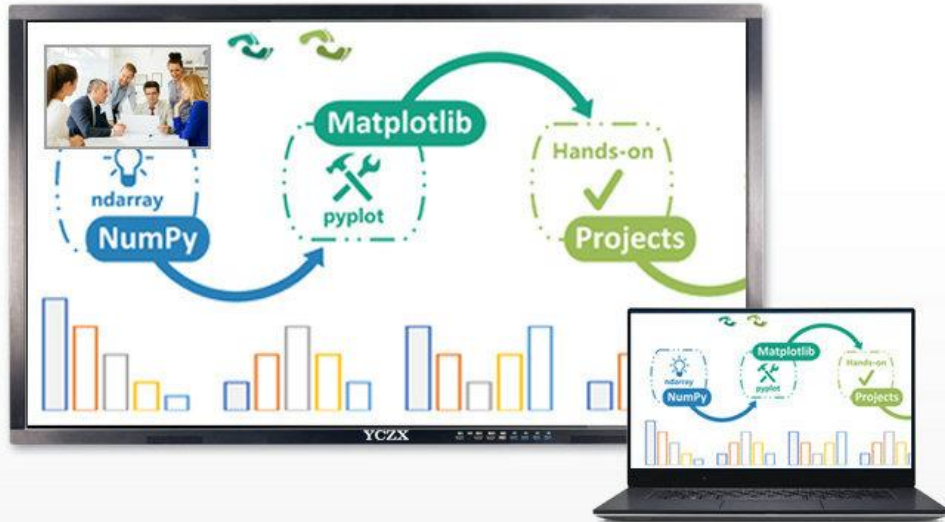 Matplotlib
Hands-on
ndarray
pyplot
NumPy
Projects
YCZX
Matplotlib
Hands-on
ndarray
pyplot
NumPy
Projects